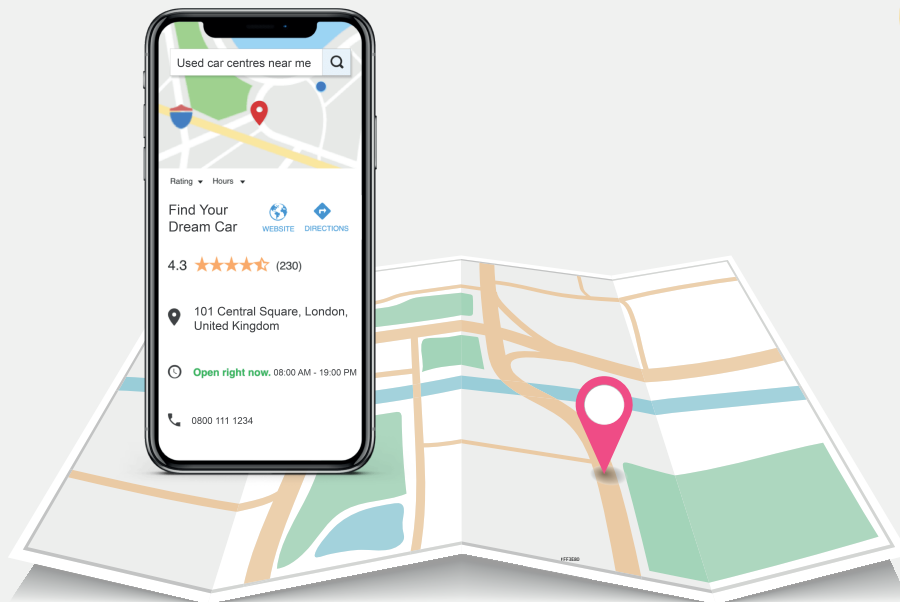 Used car centres near me
Rating Hours
Find Your
Dream Car
WEBSITE DIRECTIONS
4.3 (230)
101 Central Square, London,
United Kingdom
Open right now. 08:00 AM - 19:00 PM
0800 111 1234